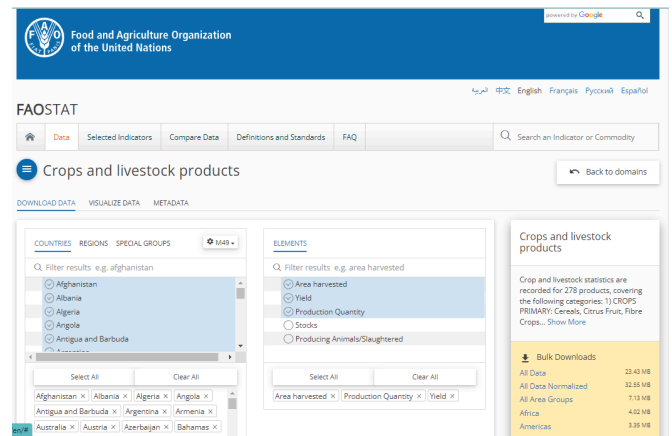 powered by Google
Food and Agriculture Organization
of the United Nations
العربية 中文 English Français Русский Español
FAOSTAT
Data Selected Indicators Compare Data Definitions and Standards FAQ Search an Indicator or Commodity
Crops and livestock products Back to domains
DOWNLOAD DATA VISUALIZE DATA METADATA
COUNTRIES REGIONS SPECIAL GROUPS M49
Filter results e.g. afghanistan
Afghanistan
Albania
Algeria
Angola
Antigua and Barbuda
Select All Clear All
Afghanistan × Albania × Algeria × Angola ×
Antigua and Barbuda × Argentina × Armenia ×
Australia × Austria × Azerbaijan × Bahamas ×
en/#
ELEMENTS
Filter results e.g. area harvested
Area harvested
Yield
Production Quantity
Stocks
Producing Animals/Slaughtered
Select All Clear All
Area harvested × Production Quantity × Yield ×
Crops and livestock
products
Crop and livestock statistics are
recorded for 278 products, covering
the following categories: 1) CROPS
PRIMARY: Cereals, Citrus Fruit, Fibre
Crops... Show More
Bulk Downloads
All Data 23.43 MB
All Data Normalized 32.55 MB
All Area Groups 7.13 MB
Africa 4.02 MB
Americas 3.35 MB